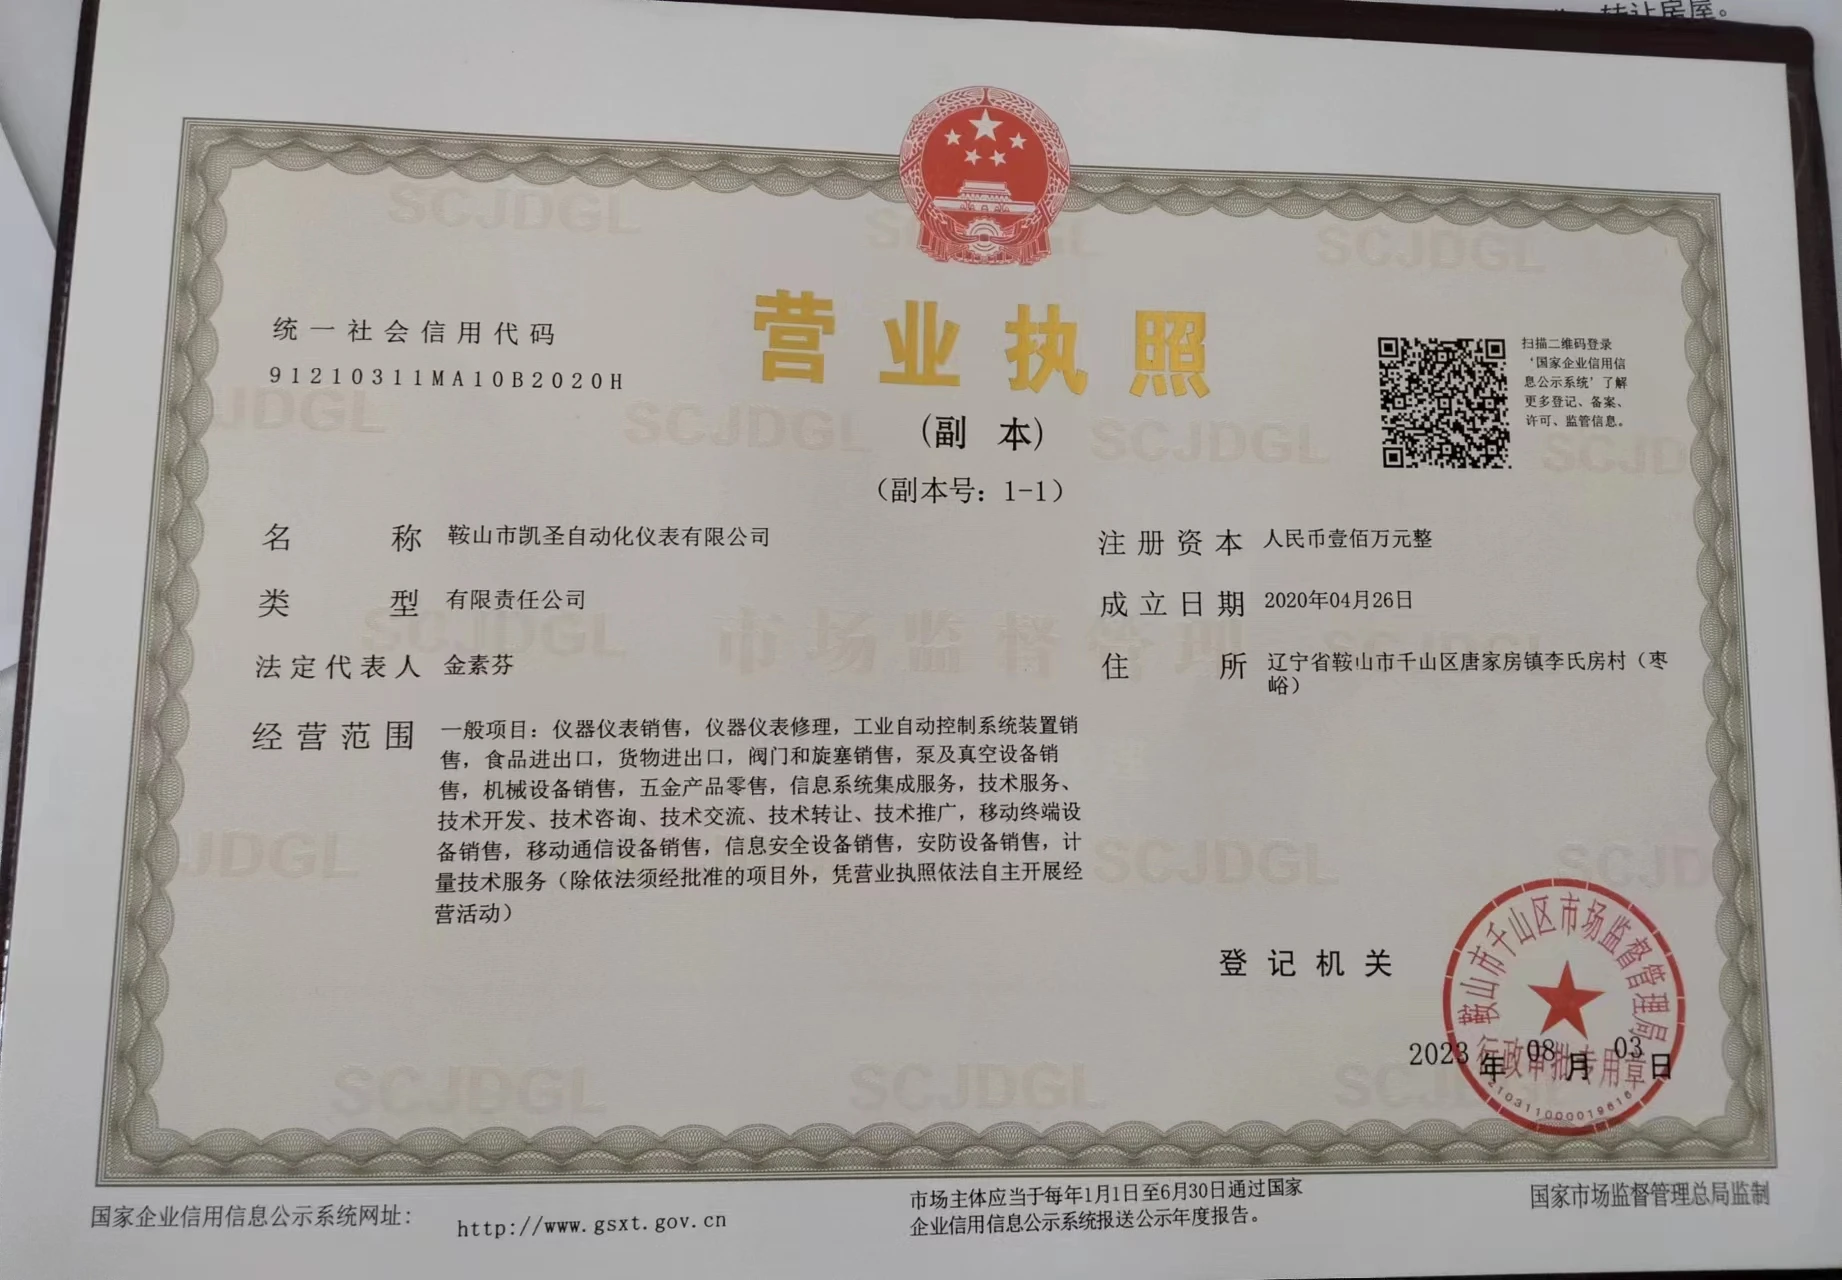 转让房屋。
统一社会信用代码
91210311MA10B2020H
营业执照
(副 本)
（副本号：1-1）
扫描二维码登录
‘国家企业信用信
息公示系统’了解
更多登记、备案、
许可、监管信息。
名 称 鞍山市凯圣自动化仪表有限公司
类 型 有限责任公司
法定代表人 金素芬
经营范围 一般项目：仪器仪表销售，仪器仪表修理，工业自动控制系统装置销
售，食品进出口，货物进出口，阀门和旋塞销售，泵及真空设备销
售，机械设备销售，五金产品零售，信息系统集成服务，技术服务、
技术开发、技术咨询、技术交流、技术转让、技术推广，移动终端设
备销售，移动通信设备销售，信息安全设备销售，安防设备销售，计
量技术服务（除依法须经批准的项目外，凭营业执照依法自主开展经
营活动）
注册资本 人民币壹佰万元整
成立日期 2020年04月26日
住 所 辽宁省鞍山市千山区唐家房镇李氏房村（枣
峪）
登记机关
鞍山市千山区市场监督管理局
行政审批专用章
2023年08月03日
国家企业信用信息公示系统网址：
http://www.gsxt.gov.cn
市场主体应当于每年1月1日至6月30日通过国家
企业信用信息公示系统报送公示年度报告。
国家市场监督管理总局监制
SCJDGL
市场监督管理